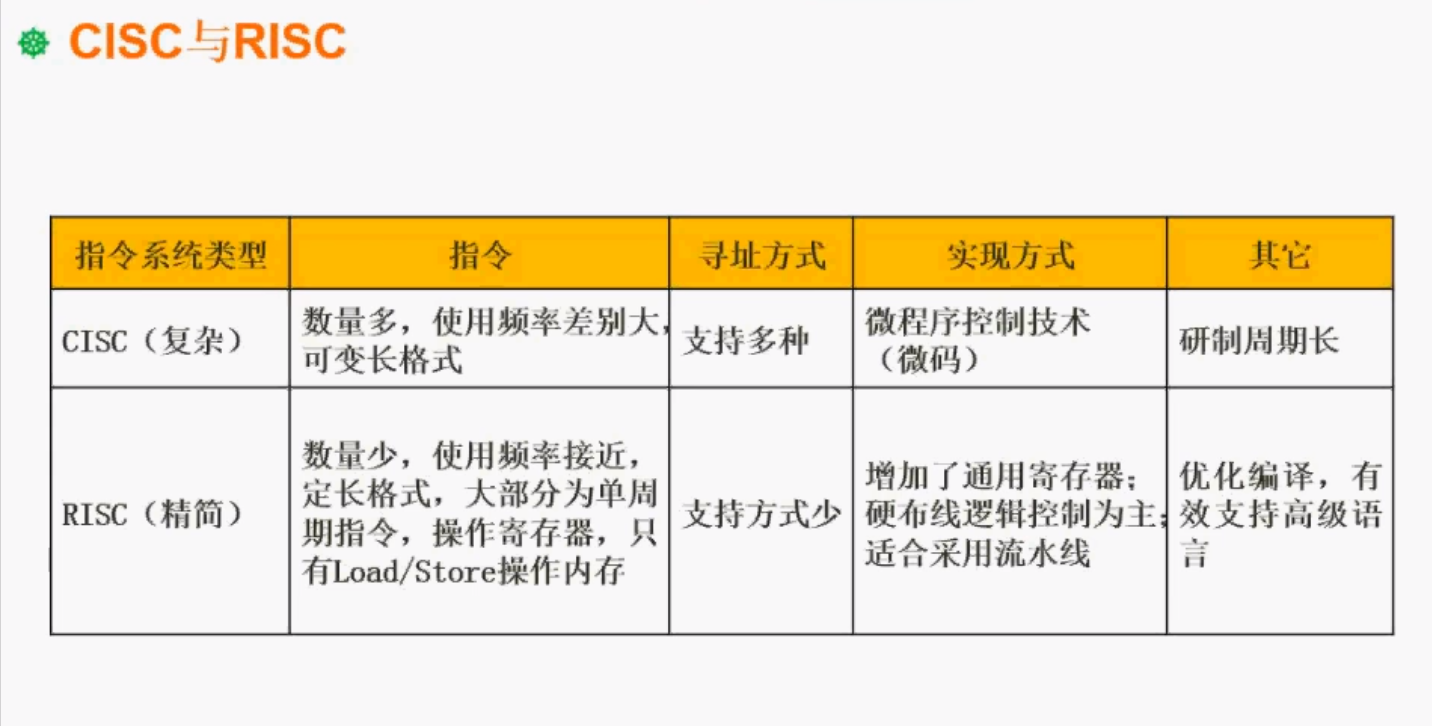 CISC与RISC
指令系统类型 指令 寻址方式 实现方式 其它
CISC（复杂）
数量多，使用频率差别大，
可变长格式
支持多种
微程序控制技术
（微码）
研制周期长
RISC（精简）
数量少，使用频率接近，
定长格式，大部分为单周
期指令，操作寄存器，只
有Load/Store操作内存
支持方式少
增加了通用寄存器；
硬布线逻辑控制为主；
适合采用流水线
优化编译，有
效支持高级语
言